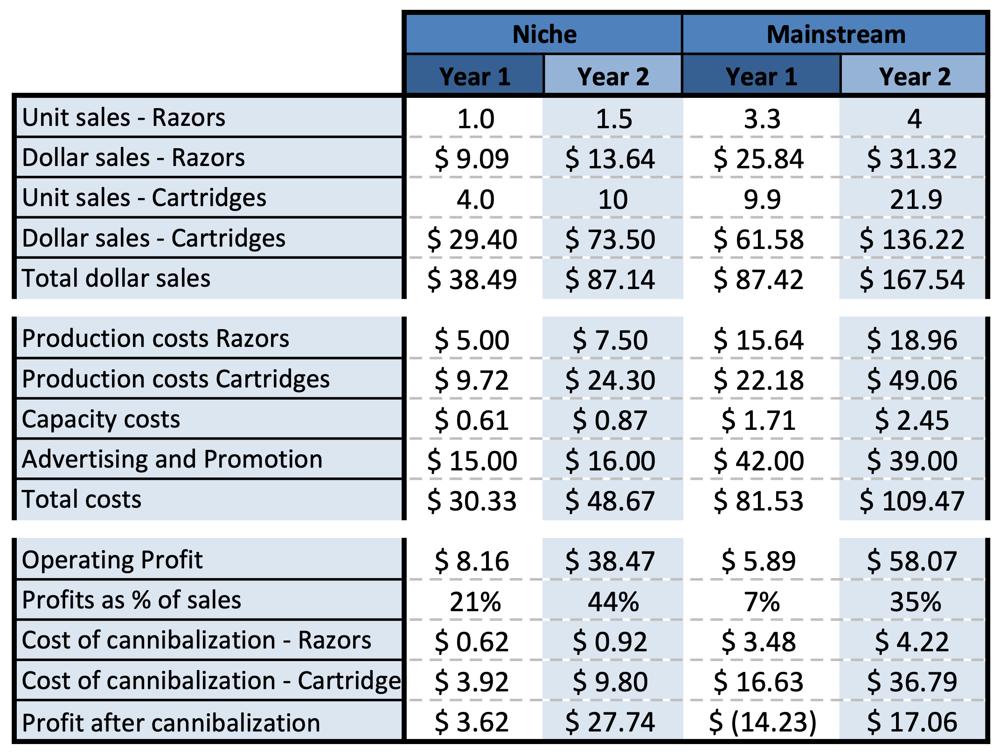 Niche Mainstream
Year 1 Year 2 Year 1 Year 2
Unit sales - Razors 1.0 1.5 3.3 4
Dollar sales - Razors $ 9.09 $ 13.64 $ 25.84 $ 31.32
Unit sales - Cartridges 4.0 10 9.9 21.9
Dollar sales - Cartridges $ 29.40 $ 73.50 $ 61.58 $ 136.22
Total dollar sales $ 38.49 $ 87.14 $ 87.42 $ 167.54
Production costs Razors $ 5.00 $ 7.50 $ 15.64 $ 18.96
Production costs Cartridges $ 9.72 $ 24.30 $ 22.18 $ 49.06
Capacity costs $ 0.61 $ 0.87 $ 1.71 $ 2.45
Advertising and Promotion $ 15.00 $ 16.00 $ 42.00 $ 39.00
Total costs $ 30.33 $ 48.67 $ 81.53 $ 109.47
Operating Profit $ 8.16 $ 38.47 $ 5.89 $ 58.07
Profits as % of sales 21% 44% 7% 35%
Cost of cannibalization - Razors $ 0.62 $ 0.92 $ 3.48 $ 4.22
Cost of cannibalization - Cartridge $ 3.92 $ 9.80 $ 16.63 $ 36.79
Profit after cannibalization $ 3.62 $ 27.74 $ (14.23) $ 17.06